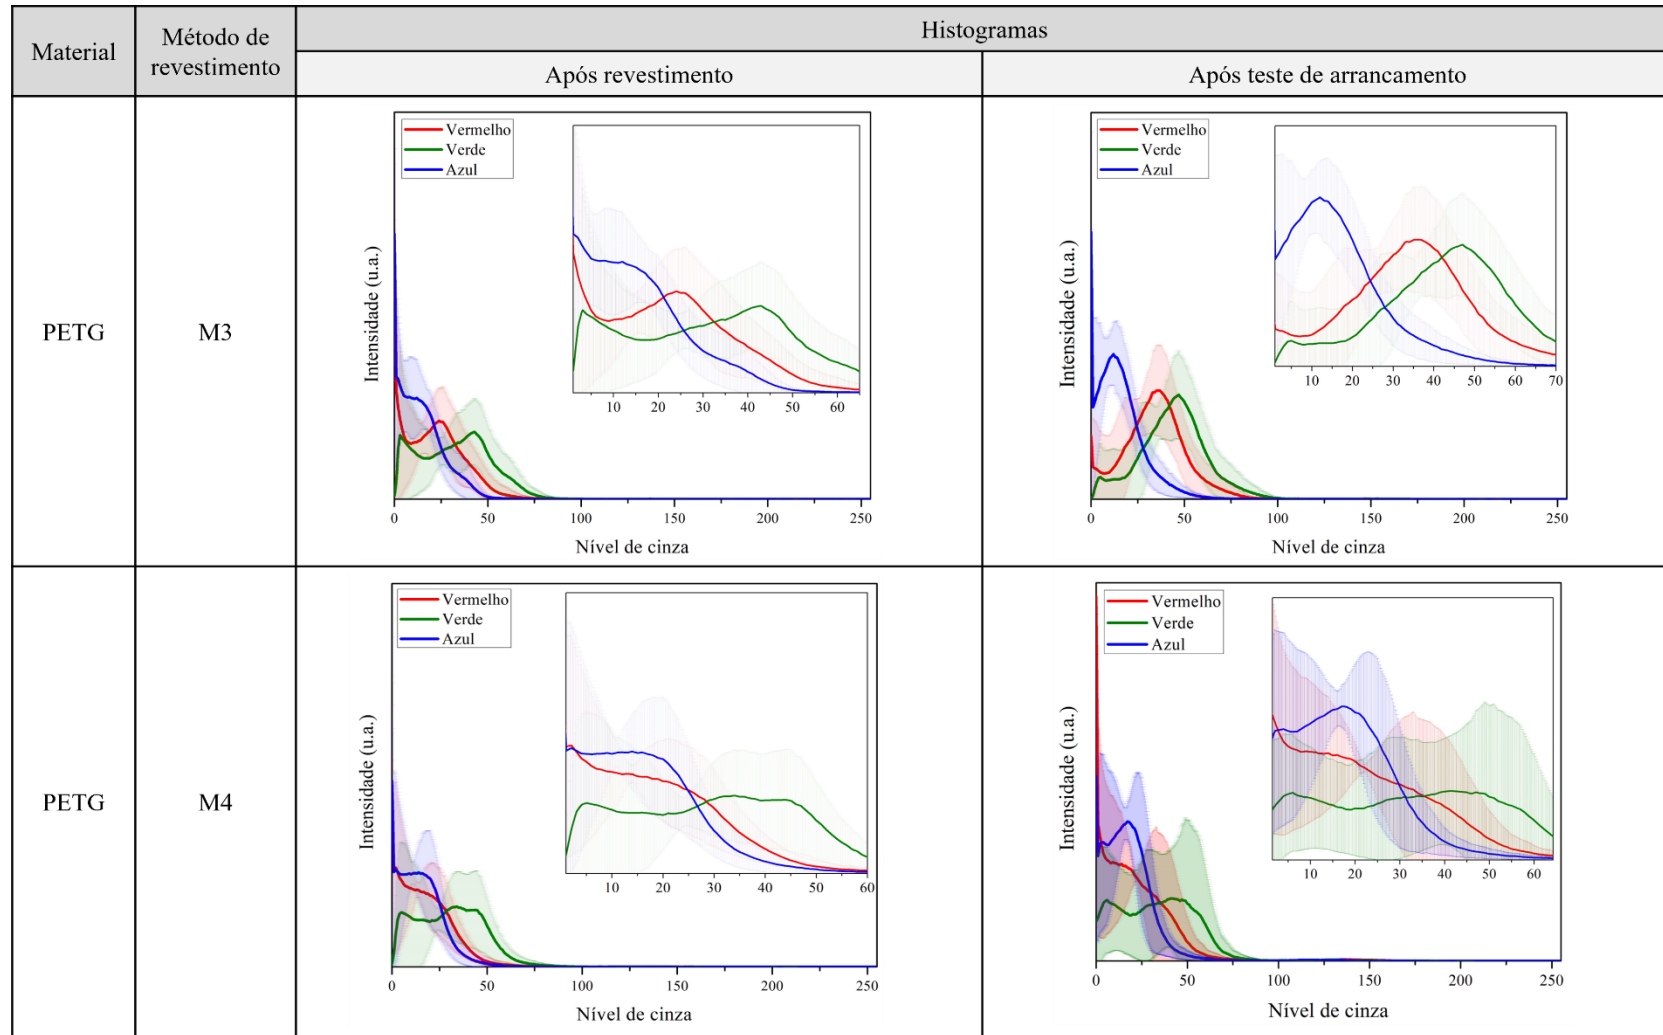 Material
Método de
revestimento
Histogramas
Após revestimento
Após teste de arrancamento
PETG
M3
Vermelho
Verde
Azul
Intensidade (u.a.)
10 20 30 40 50 60
0 50 100 150 200 250
Nível de cinza
Vermelho
Verde
Azul
Intensidade (u.a.)
10 20 30 40 50 60 70
0 50 100 150 200 250
Nível de cinza
PETG
M4
Vermelho
Verde
Azul
Intensidade (u.a.)
10 20 30 40 50 60
0 50 100 150 200 250
Nível de cinza
Vermelho
Verde
Azul
Intensidade (u.a.)
10 20 30 40 50 60
0 50 100 150 200 250
Nível de cinza